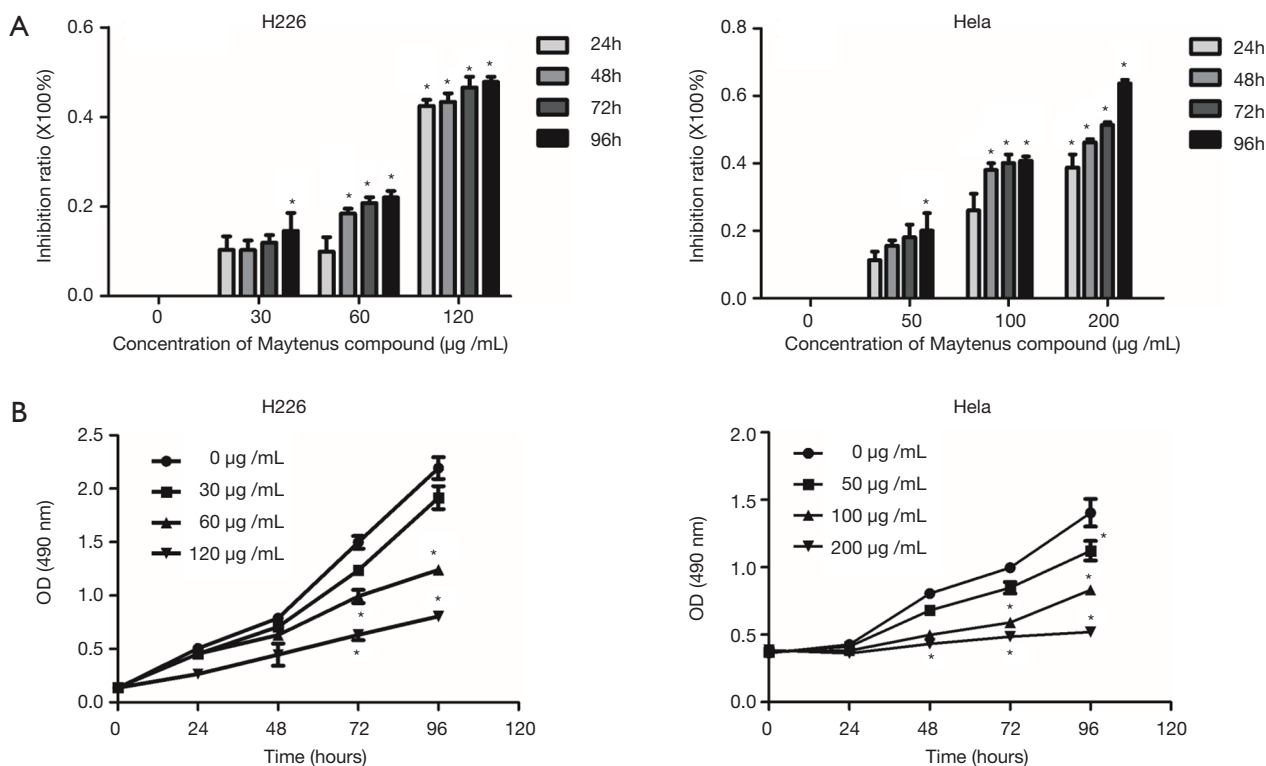 A
H226
0.6
0.4
0.2
0.0
Inhibition ratio (X100%)
* * * * * * * *
0 30 60 120
Concentration of Maytenus compound (μg /mL)
24h
48h
72h
96h
Hela
0.8
0.6
0.4
0.2
0.0
Inhibition ratio (X100%)
* * * * * * * *
0 50 100 200
Concentration of Maytenus compound (μg /mL)
24h
48h
72h
96h
B
H226
2.5
2.0
1.5
1.0
0.5
0.0
OD (490 nm)
0 μg /mL
30 μg /mL
60 μg /mL
120 μg /mL
* * * *
0 24 48 72 96 120
Time (hours)
Hela
2.0
1.5
1.0
0.5
0.0
OD (490 nm)
0 μg /mL
50 μg /mL
100 μg /mL
200 μg /mL
* * * * * *
0 24 48 72 96 120
Time (hours)